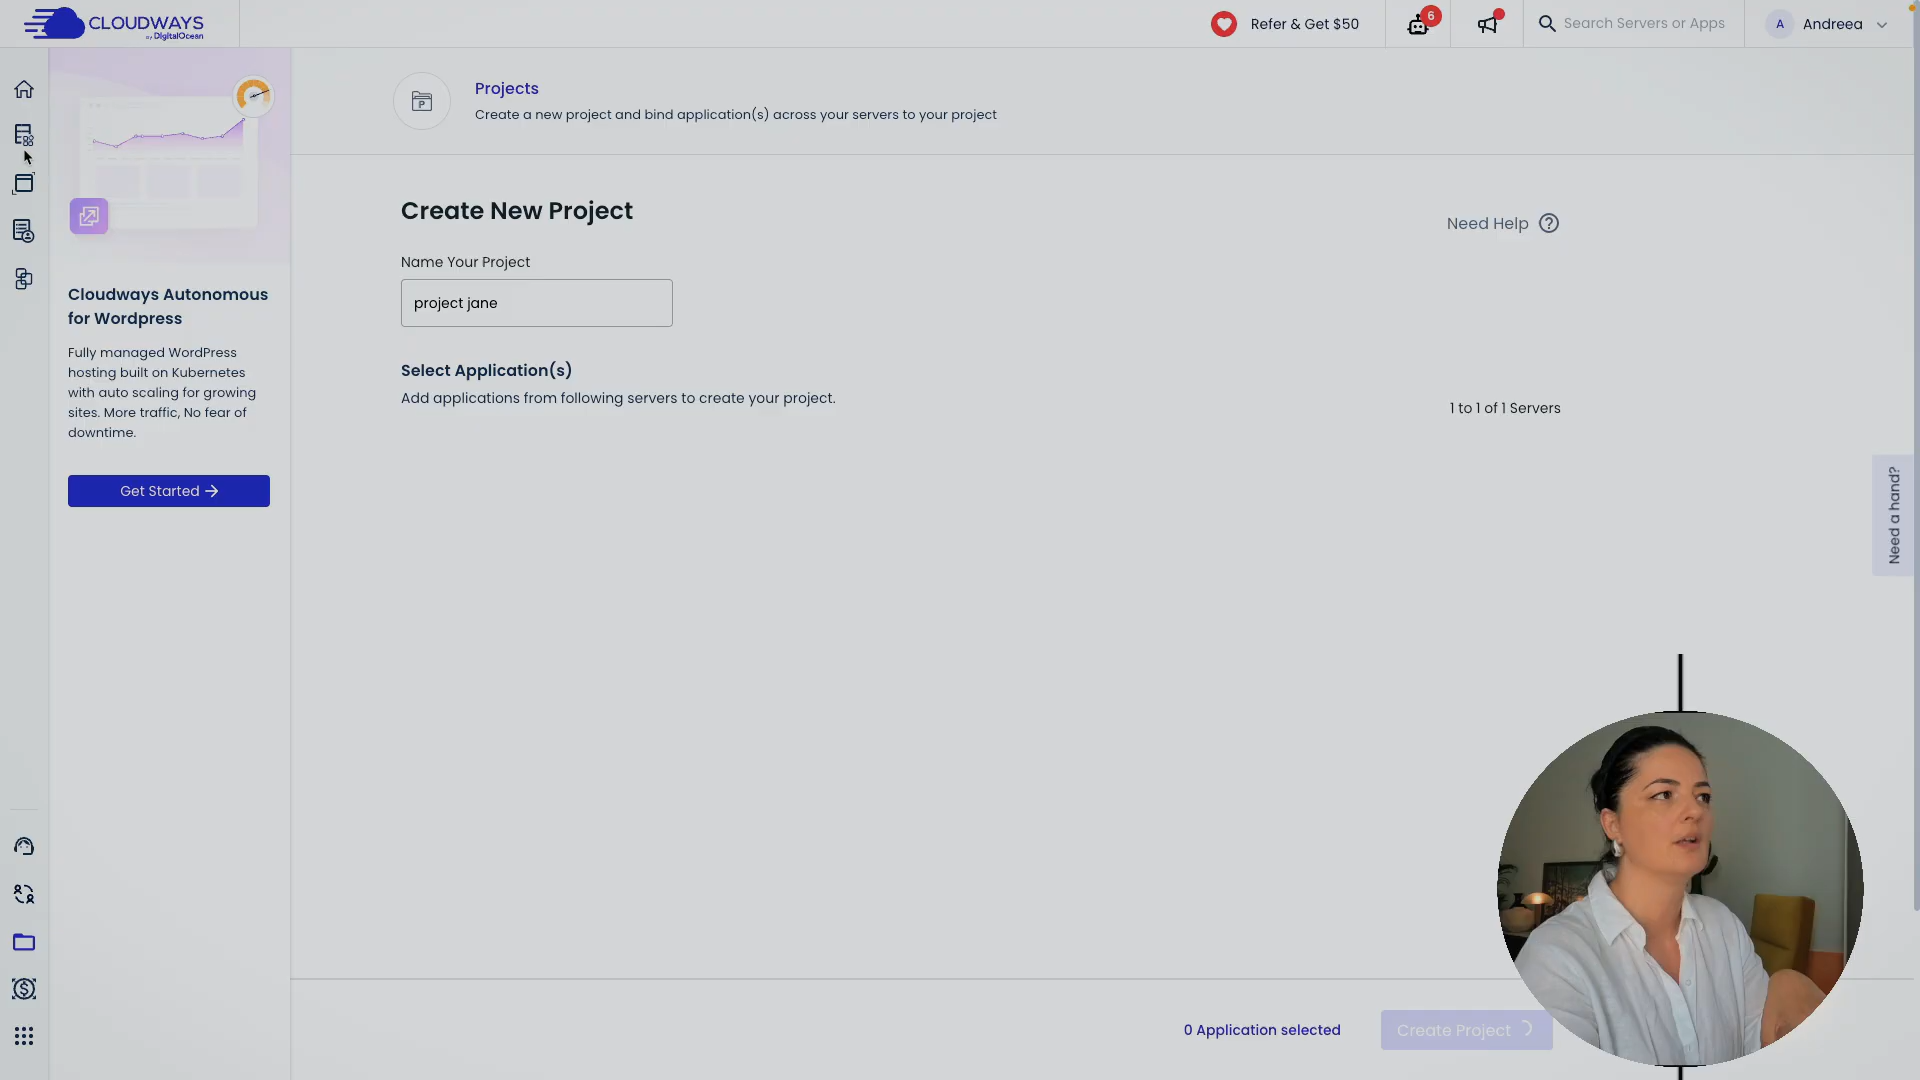 CLOUDWAYS
by DigitalOcean
Refer & Get $50
6
Search Servers or Apps
A
Andreea
Projects
Create a new project and bind application(s) across your servers to your project
Create New Project
Need Help
Name Your Project
project jane
Select Application(s)
Add applications from following servers to create your project.
1 to 1 of 1 Servers
Cloudways Autonomous
for Wordpress
Fully managed WordPress
hosting built on Kubernetes
with auto scaling for growing
sites. More traffic, No fear of
downtime.
Get Started
Need a hand?
0 Application selected
Create Project